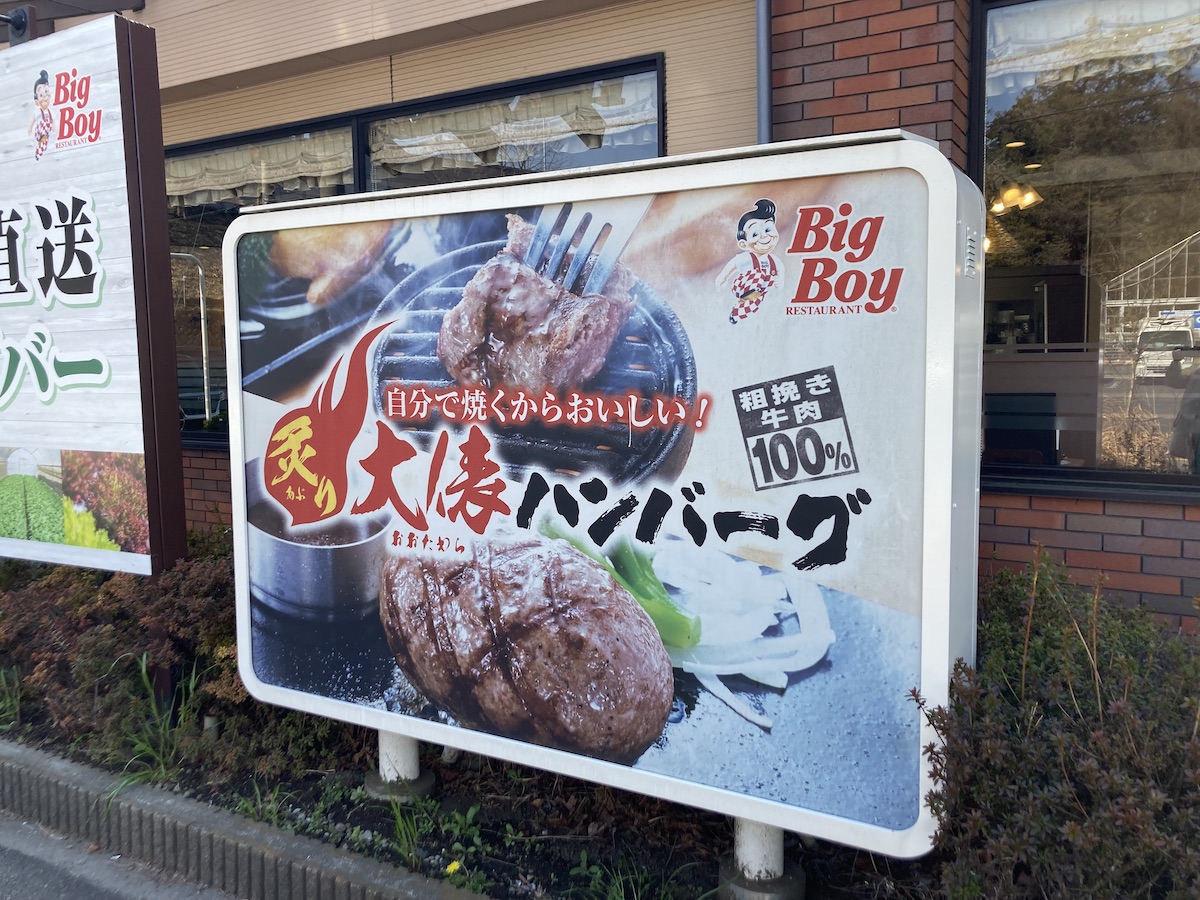 Big
Boy
RESTAURANT
直送
バー
Big
Boy
RESTAURANT
自分で焼くからおいしい!
粗挽き
牛肉
100%
炙り
あぶ
大俵ハンバーグ
おおたわら